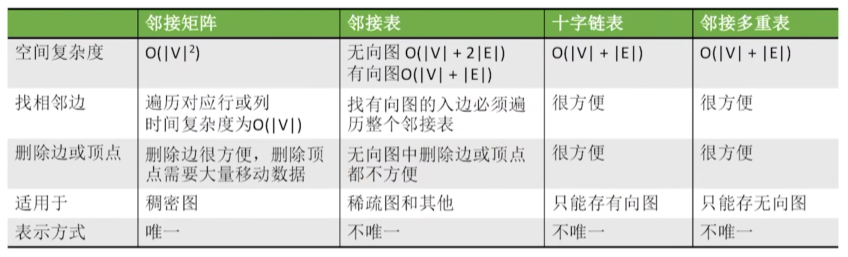 邻接矩阵 邻接表 十字链表 邻接多重表
空间复杂度 O(|V|²) 无向图 O(|V| + 2|E|) O(|V| + |E|) O(|V| + |E|)
有向图O(|V| + |E|)
找相邻边 遍历对应行或列 找有向图的入边必须遍 很方便 很方便
时间复杂度为O(|V|) 历整个邻接表
删除边或顶点 删除边很方便，删除顶 无向图中删除边或顶点 很方便 很方便
点需要大量移动数据 都不方便
适用于 稠密图 稀疏图和其他 只能存有向图 只能存无向图
表示方式 唯一 不唯一 不唯一 不唯一